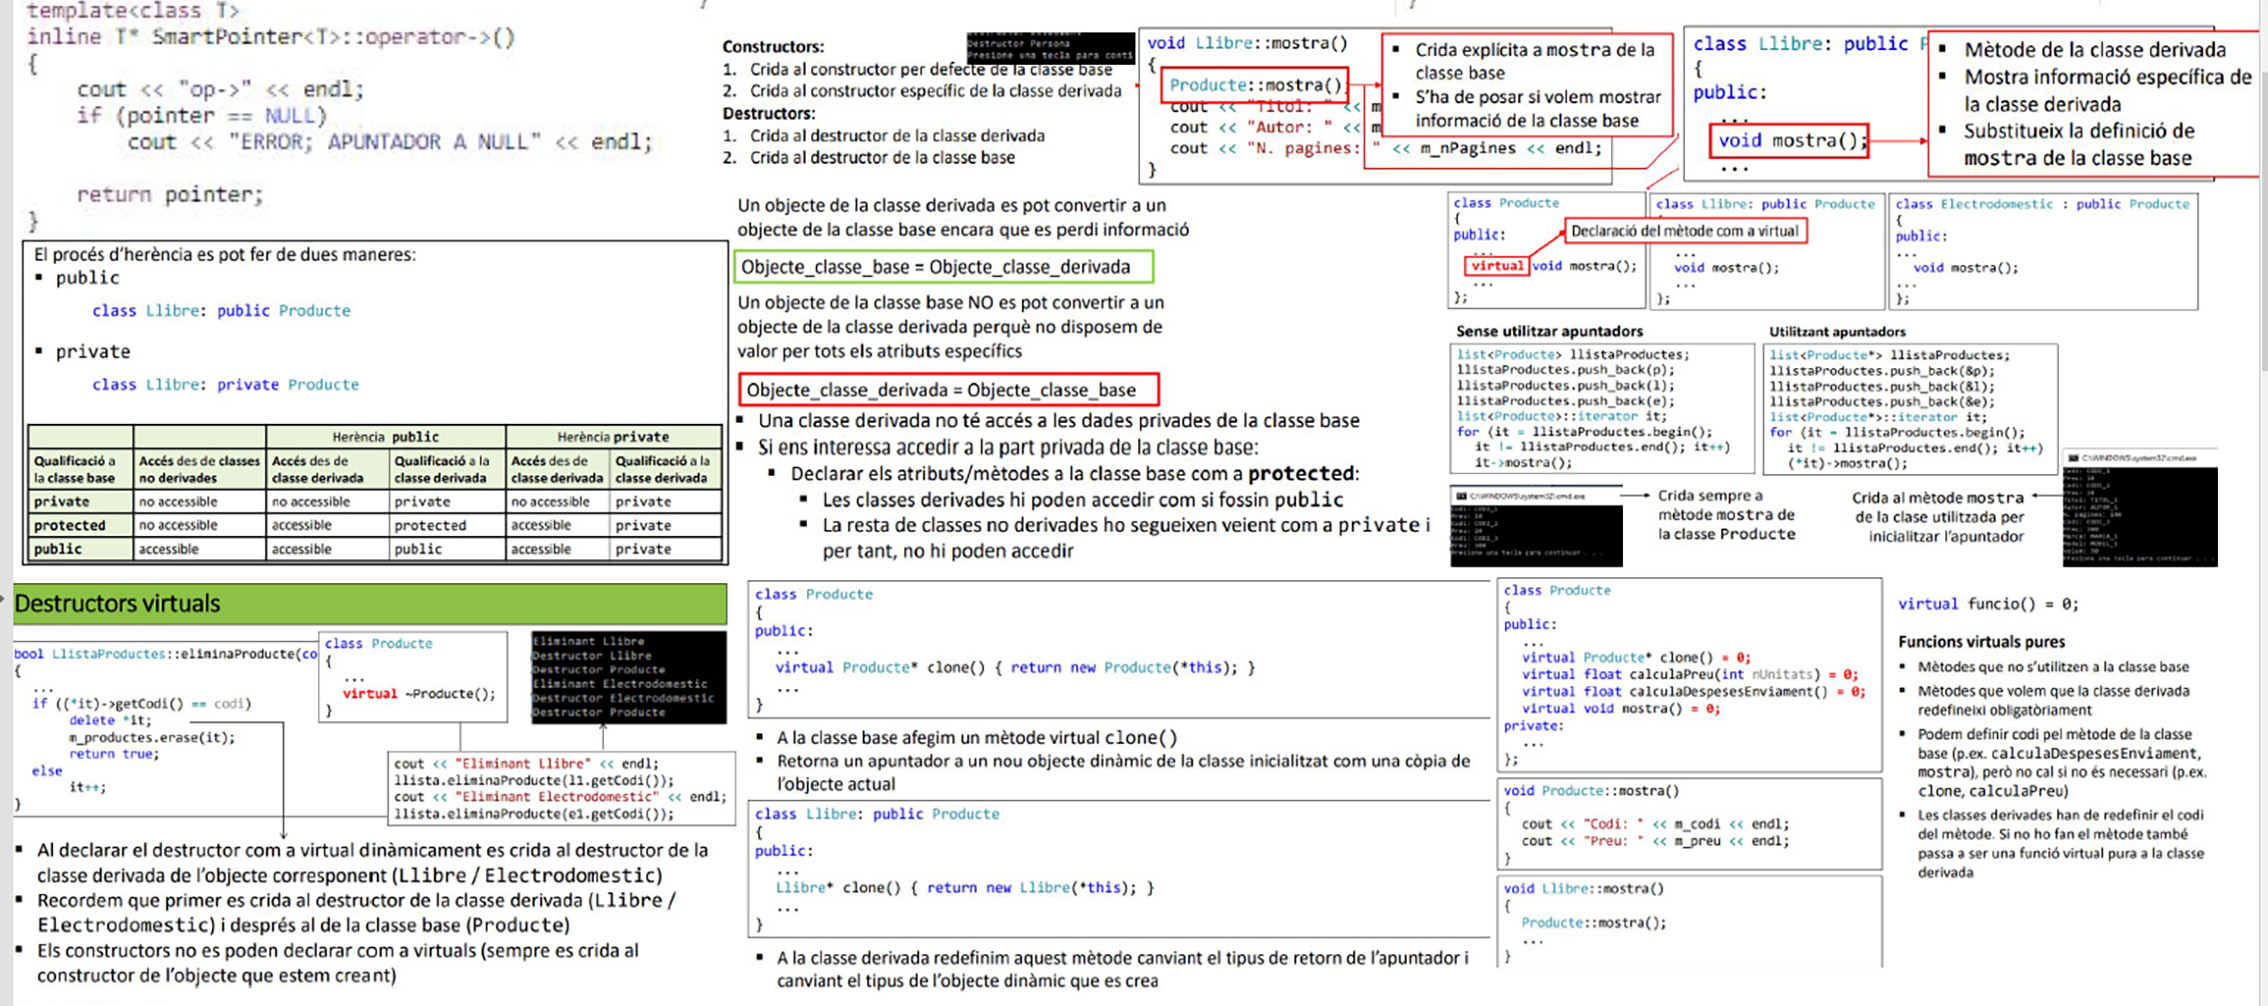 template<class T>
inline T* SmartPointer<T>::operator->()
{
cout << "op->" << endl;
if (pointer == NULL)
cout << "ERROR; APUNTADOR A NULL" << endl;
return pointer;
}
El procés d'herència es pot fer de dues maneres:
▪ public
class Llibre: public Producte
▪ private
class Llibre: private Producte
Herència public Herència private
Qualificació a la classe base Accés des de classes no derivades Accés des de classe derivada Qualificació a la classe derivada Accés des de classe derivada Qualificació a la classe derivada
private no accessible no accessible private no accessible private
protected no accessible accessible protected accessible private
public accessible accessible public accessible private
Constructors:
1. Crida al constructor per defecte de la classe base
2. Crida al constructor específic de la classe derivada
Destructors:
1. Crida al destructor de la classe derivada
2. Crida al destructor de la classe base
Destructor Persona
Presione una tecla para conti
Un objecte de la classe derivada es pot convertir a un
objecte de la classe base encara que es perdi informació
Objecte_classe_base = Objecte_classe_derivada
Un objecte de la classe base NO es pot convertir a un
objecte de la classe derivada perquè no disposem de
valor per tots els atributs específics
Objecte_classe_derivada = Objecte_classe_base
▪ Una classe derivada no té accés a les dades privades de la classe base
▪ Si ens interessa accedir a la part privada de la classe base:
▪ Declarar els atributs/mètodes a la classe base com a protected:
▪ Les classes derivades hi poden accedir com si fossin public
▪ La resta de classes no derivades ho segueixen veient com a private i
per tant, no hi poden accedir
void Llibre::mostra()
{
Producte::mostra()
cout << "Titol: " << m
cout << "Autor: " << m
cout << "N. pagines: " << m_nPagines << endl;
}
▪ Crida explícita a mostra de la
classe base
▪ S'ha de posar si volem mostrar
informació de la classe base
class Llibre: public P
{
public:
...
void mostra();
...
▪ Mètode de la classe derivada
▪ Mostra informació específica de
la classe derivada
▪ Substitueix la definició de
mostra de la classe base
class Producte
{
public:
...
virtual void mostra();
...
};
Declaració del mètode com a virtual
class Llibre: public Producte
{
...
void mostra();
...
};
class Electrodomestic : public Producte
{
public:
...
void mostra();
...
};
Sense utilitzar apuntadors
list<Producte> llistaProductes;
llistaProductes.push_back(p);
llistaProductes.push_back(l);
llistaProductes.push_back(e);
list<Producte>::iterator it;
for (it = llistaProductes.begin();
it != llistaProductes.end(); it++)
it->mostra();
Utilitzant apuntadors
list<Producte*> llistaProductes;
llistaProductes.push_back(&p);
llistaProductes.push_back(&l);
llistaProductes.push_back(&e);
list<Producte*>::iterator it;
for (it = llistaProductes.begin();
it != llistaProductes.end(); it++)
(*it)->mostra();
C:\WINDOWS\system32\cmd.exe
Presione una tecla para continuar . . .
Crida sempre a
mètode mostra de
la classe Producte
Crida al mètode mostra
de la clase utilitzada per
inicialitzar l'apuntador
C:\WINDOWS\system32\cmd.exe
Presione una tecla para continuar . . .
Destructors virtuals
bool LlistaProductes::eliminaProducte(co
{
...
if ((*it)->getCodi() == codi)
delete *it;
m_productes.erase(it);
return true;
else
it++;
}
class Producte
{
...
virtual ~Producte();
}
Eliminant Llibre
Destructor Llibre
Destructor Producte
Eliminant Electrodomestic
Destructor Electrodomestic
Destructor Producte
cout << "Eliminant Llibre" << endl;
llista.eliminaProducte(l1.getCodi());
cout << "Eliminant Electrodomestic" << endl;
llista.eliminaProducte(e1.getCodi());
▪ Al declarar el destructor com a virtual dinàmicament es crida al destructor de la
classe derivada de l'objecte corresponent (Llibre / Electrodomestic)
▪ Recordem que primer es crida al destructor de la classe derivada (Llibre /
Electrodomestic) i després al de la classe base (Producte)
▪ Els constructors no es poden declarar com a virtuals (sempre es crida al
constructor de l'objecte que estem creant)
class Producte
{
public:
...
virtual Producte* clone() { return new Producte(*this); }
...
}
▪ A la classe base afegim un mètode virtual clone()
▪ Retorna un apuntador a un nou objecte dinàmic de la classe inicialitzat com una còpia de
l'objecte actual
class Llibre: public Producte
{
public:
...
Llibre* clone() { return new Llibre(*this); }
...
}
▪ A la classe derivada redefinim aquest mètode canviant el tipus de retorn de l'apuntador i
canviant el tipus de l'objecte dinàmic que es crea
class Producte
{
public:
...
virtual Producte* clone() = 0;
virtual float calculaPreu(int nUnitats) = 0;
virtual float calculaDespesesEnviament() = 0;
virtual void mostra() = 0;
private:
...
};
void Producte::mostra()
{
cout << "Codi: " << m_codi << endl;
cout << "Preu: " << m_preu << endl;
}
void Llibre::mostra()
{
Producte::mostra();
...
}
virtual funcio() = 0;
Funcions virtuals pures
▪ Mètodes que no s'utilitzen a la classe base
▪ Mètodes que volem que la classe derivada
redefineixi obligatòriament
▪ Podem definir codi pel mètode de la classe
base (p.ex. calculaDespesesEnviament,
mostra), però no cal si no és necessari (p.ex.
clone, calculaPreu)
▪ Les classes derivades han de redefinir el codi
del mètode. Si no ho fan el mètode també
passa a ser una funció virtual pura a la classe
derivada